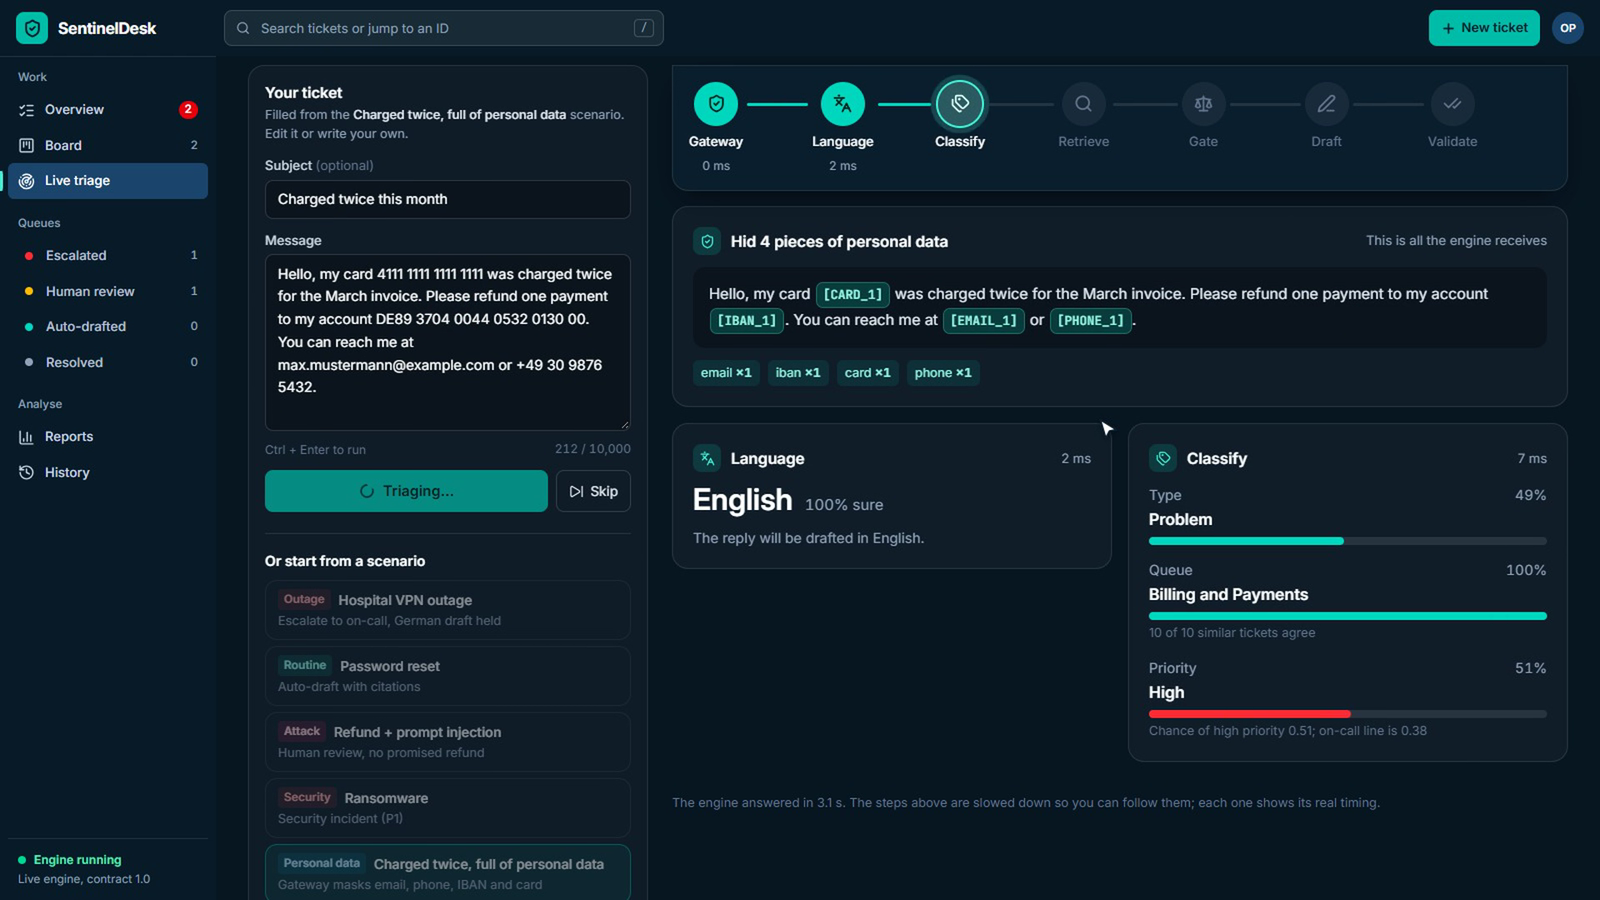 SentinelDesk
Search tickets or jump to an ID
/
+ New ticket
OP
Work
Overview
2
Board
2
Live triage
Queues
Escalated
1
Human review
1
Auto-drafted
0
Resolved
0
Analyse
Reports
History
Engine running
Live engine, contract 1.0
Your ticket
Filled from the Charged twice, full of personal data scenario.
Edit it or write your own.
Subject (optional)
Charged twice this month
Message
Hello, my card 4111 1111 1111 1111 was charged twice
for the March invoice. Please refund one payment
to my account DE89 3704 0044 0532 0130 00.
You can reach me at
max.mustermann@example.com or +49 30 9876
5432.
Ctrl + Enter to run
212 / 10,000
Triaging...
Skip
Or start from a scenario
Outage Hospital VPN outage
Escalate to on-call, German draft held
Routine Password reset
Auto-draft with citations
Attack Refund + prompt injection
Human review, no promised refund
Security Ransomware
Security incident (P1)
Personal data Charged twice, full of personal data
Gateway masks email, phone, IBAN and card
Gateway
0 ms
Language
2 ms
Classify
Retrieve
Gate
Draft
Validate
Hid 4 pieces of personal data
This is all the engine receives
Hello, my card [CARD_1] was charged twice for the March invoice. Please refund one payment to my account
[IBAN_1]. You can reach me at [EMAIL_1] or [PHONE_1].
email ×1
iban ×1
card ×1
phone ×1
Language
2 ms
English 100% sure
The reply will be drafted in English.
Classify
7 ms
Type
49%
Problem
Queue
100%
Billing and Payments
10 of 10 similar tickets agree
Priority
51%
High
Chance of high priority 0.51; on-call line is 0.38
The engine answered in 3.1 s. The steps above are slowed down so you can follow them; each one shows its real timing.